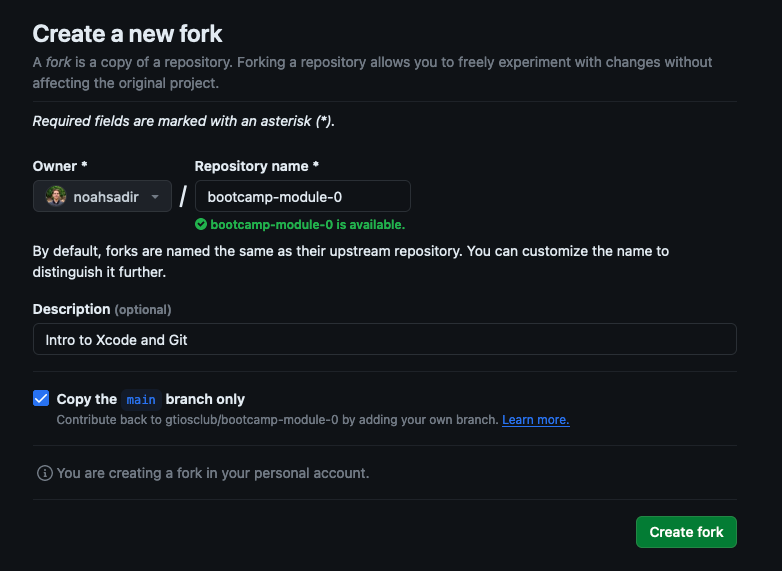 Create a new fork
A fork is a copy of a repository. Forking a repository allows you to freely experiment with changes without
affecting the original project.
Required fields are marked with an asterisk (*).
Owner *
Repository name *
noahsadir / bootcamp-module-0
bootcamp-module-0 is available.
By default, forks are named the same as their upstream repository. You can customize the name to
distinguish it further.
Description (optional)
Intro to Xcode and Git
Copy the main branch only
Contribute back to gtiosclub/bootcamp-module-0 by adding your own branch. Learn more.
You are creating a fork in your personal account.
Create fork